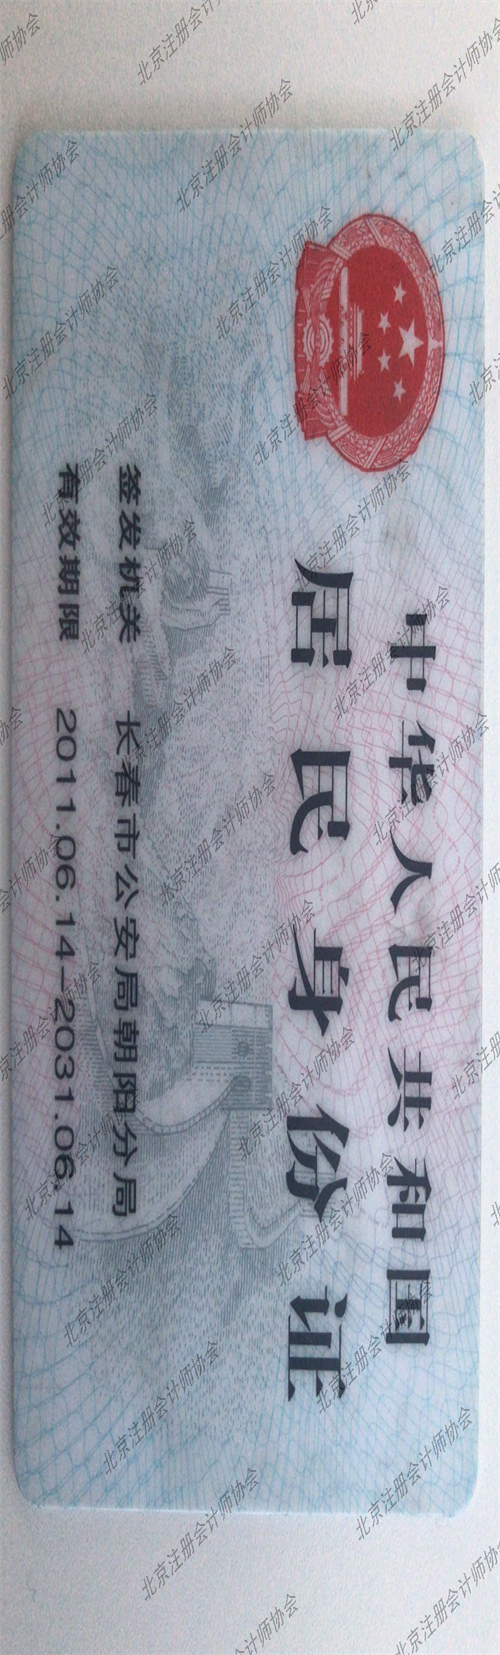 中华人民共和国
居民身份证
签发机关 长春市公安局朝阳分局
有效期限 2011.06.14-2031.06.14
北京注册会计师协会